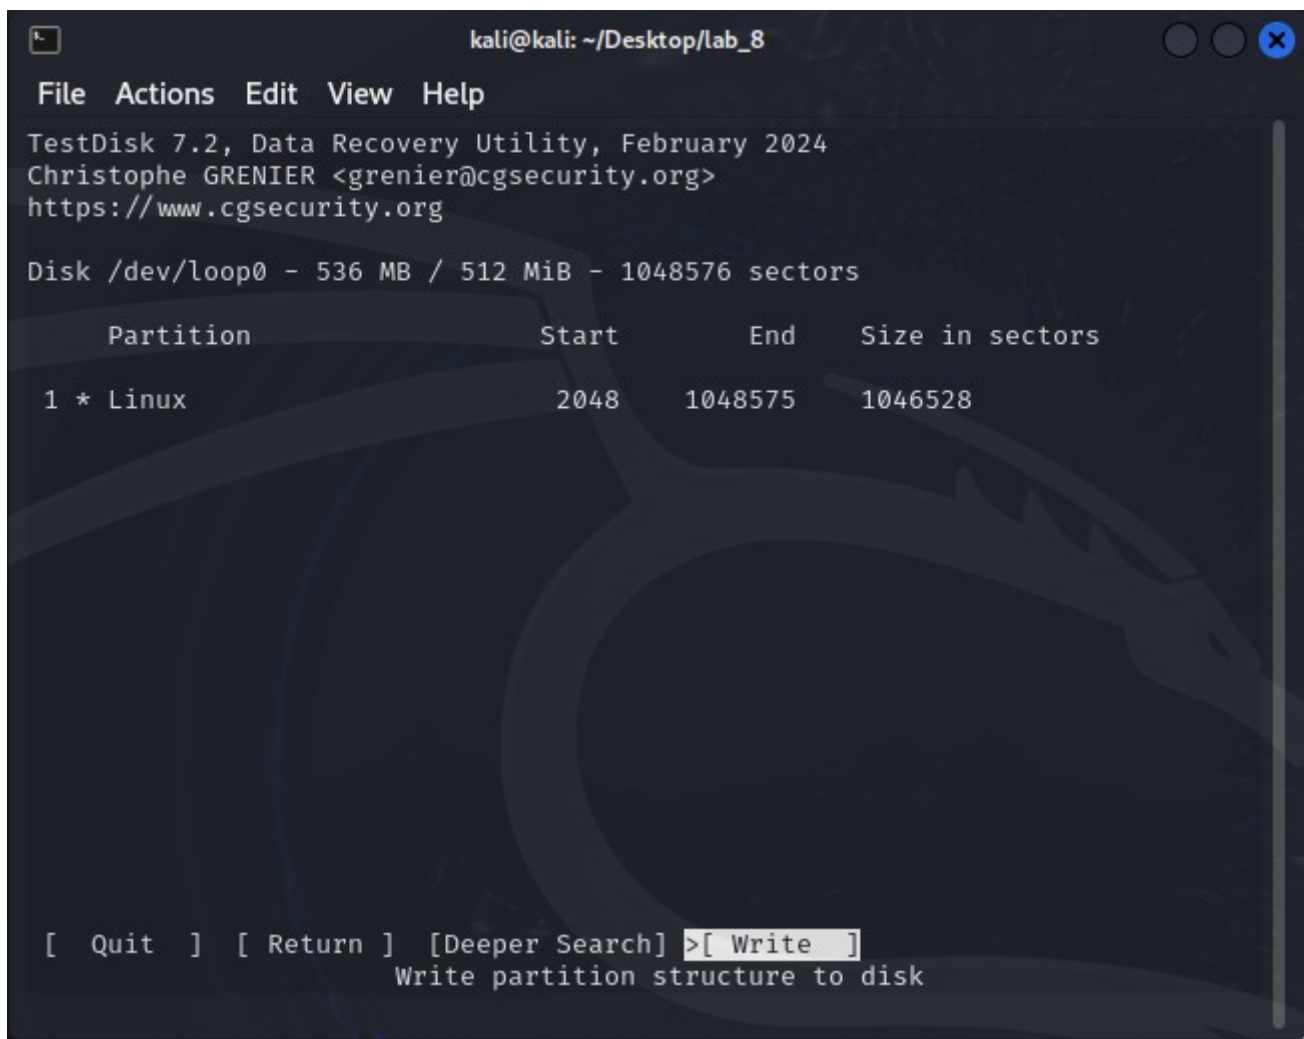 kali@kali: ~/Desktop/lab_8
File Actions Edit View Help
TestDisk 7.2, Data Recovery Utility, February 2024
Christophe GRENIER <grenier@cgsecurity.org>
https://www.cgsecurity.org
Disk /dev/loop0 - 536 MB / 512 MiB - 1048576 sectors
Partition Start End Size in sectors
1 * Linux 2048 1048575 1046528
[ Quit ] [ Return ] [Deeper Search] >[ Write ]
Write partition structure to disk